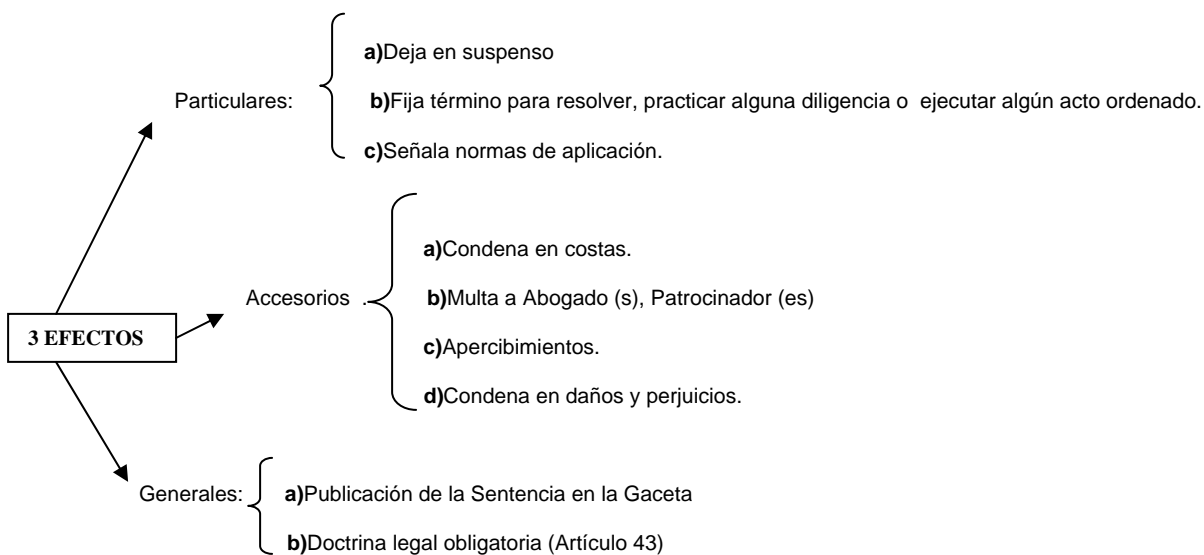 a)Deja en suspenso
Particulares:
b)Fija término para resolver, practicar alguna diligencia o ejecutar algún acto ordenado.
c)Señala normas de aplicación.
a)Condena en costas.
Accesorios .
b)Multa a Abogado (s), Patrocinador (es)
3 EFECTOS
c)Apercibimientos.
d)Condena en daños y perjuicios.
Generales:
a)Publicación de la Sentencia en la Gaceta
b)Doctrina legal obligatoria (Artículo 43)